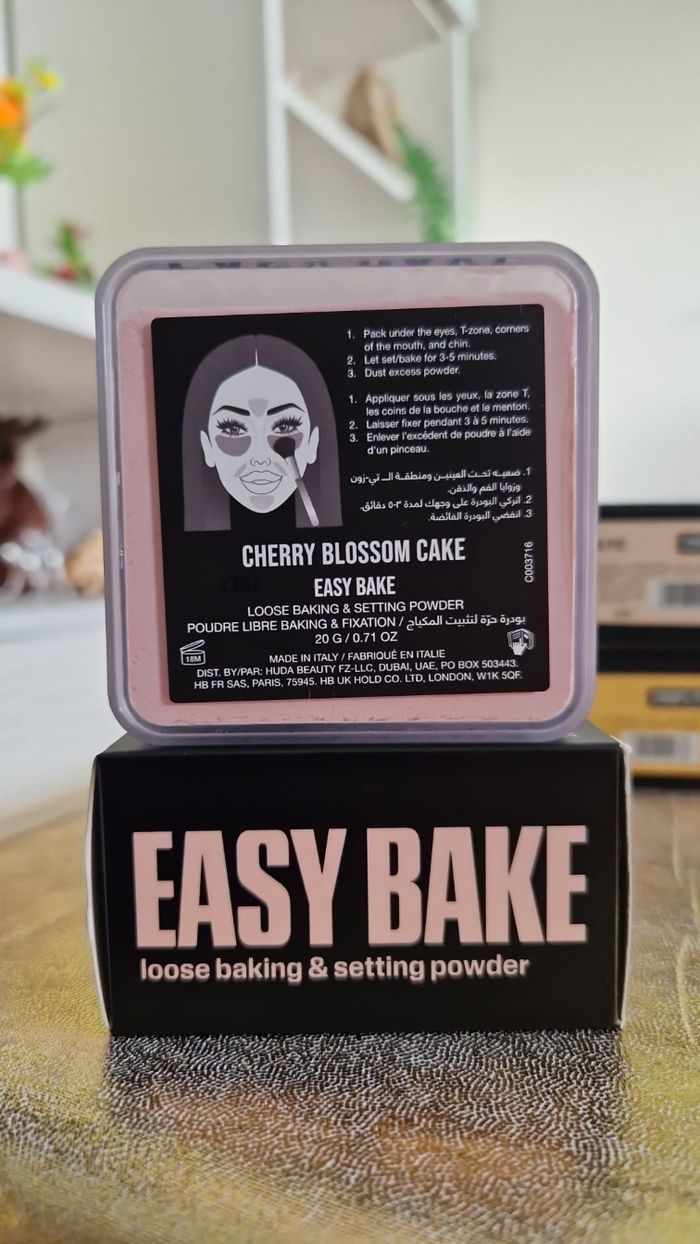 1. Pack under the eyes, T-zone, corners
of the mouth, and chin.
2. Let set/bake for 3-5 minutes.
3. Dust excess powder.
1. Appliquer sous les yeux, la zone T,
les coins de la bouche et le menton.
2. Laisser fixer pendant 3 à 5 minutes.
3. Enlever l'excédent de poudre à l'aide
d'un pinceau.
1. ضعيه تحت العينين ومنطقة الـ تي-زون
وزوايا الفم والذقن.
2. اتركي البودرة على وجهك لمدة ٣-٥ دقائق.
3. انفضي البودرة الفائضة.
C003716
CHERRY BLOSSOM CAKE
EASY BAKE
LOOSE BAKING & SETTING POWDER
POUDRE LIBRE BAKING & FIXATION / بودرة حرّة لتثبيت المكياج
20 G / 0.71 OZ
18M
MADE IN ITALY / FABRIQUÉ EN ITALIE
DIST. BY/PAR: HUDA BEAUTY FZ-LLC, DUBAI, UAE, PO BOX 503443.
HB FR SAS, PARIS, 75945. HB UK HOLD CO. LTD, LONDON, W1K 5QF.
EASY BAKE
loose baking & setting powder